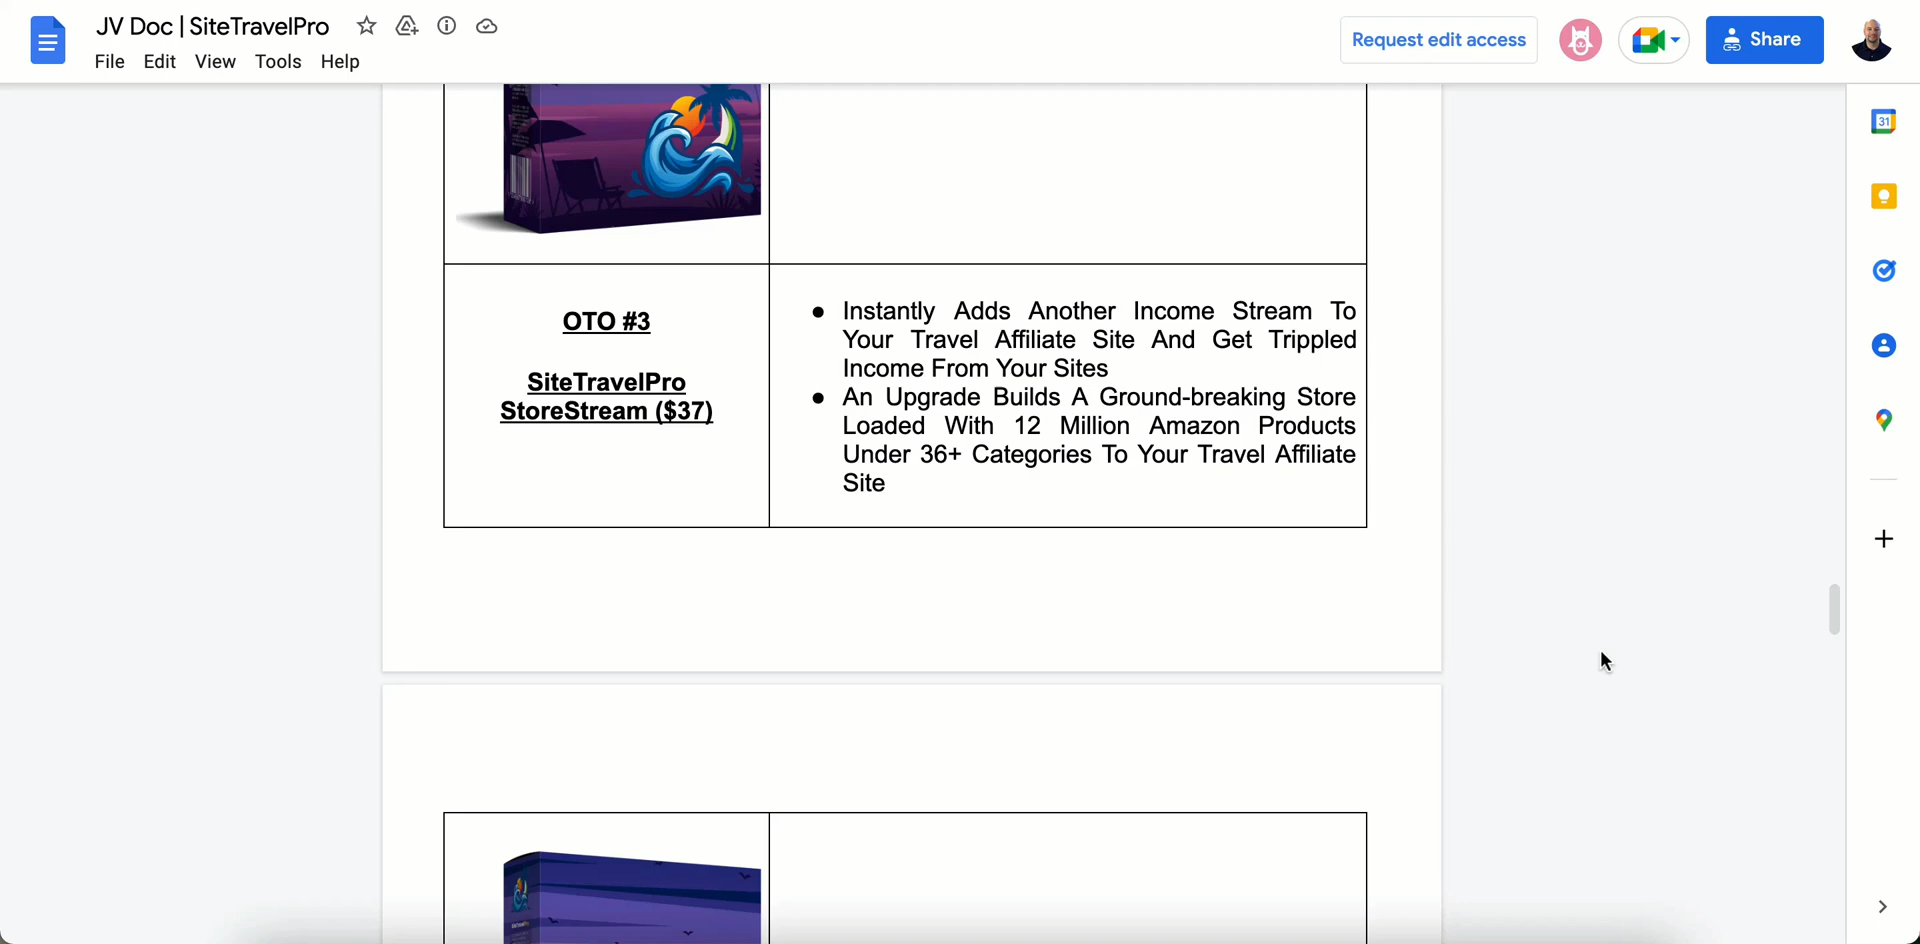 JV Doc | SiteTravelPro
File Edit View Tools Help
Request edit access
Share
31
OTO #3
SiteTravelPro
StoreStream ($37)
● Instantly Adds Another Income Stream To
Your Travel Affiliate Site And Get Trippled
Income From Your Sites
● An Upgrade Builds A Ground-breaking Store
Loaded With 12 Million Amazon Products
Under 36+ Categories To Your Travel Affiliate
Site